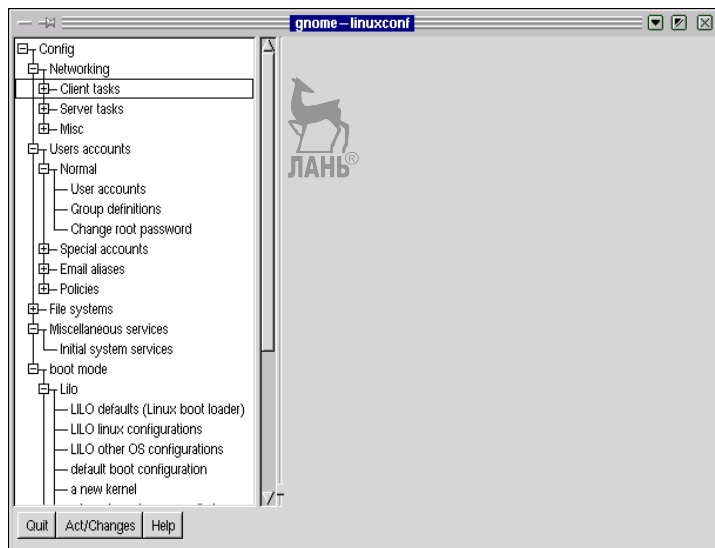 gnome-linuxconf
Config
Networking
Client tasks
Server tasks
Misc
Users accounts
Normal
User accounts
Group definitions
Change root password
Special accounts
Email aliases
Policies
File systems
Miscellaneous services
Initial system services
boot mode
Lilo
LILO defaults (Linux boot loader)
LILO linux configurations
LILO other OS configurations
default boot configuration
a new kernel
ЛАНЬ®
Quit Act/Changes Help